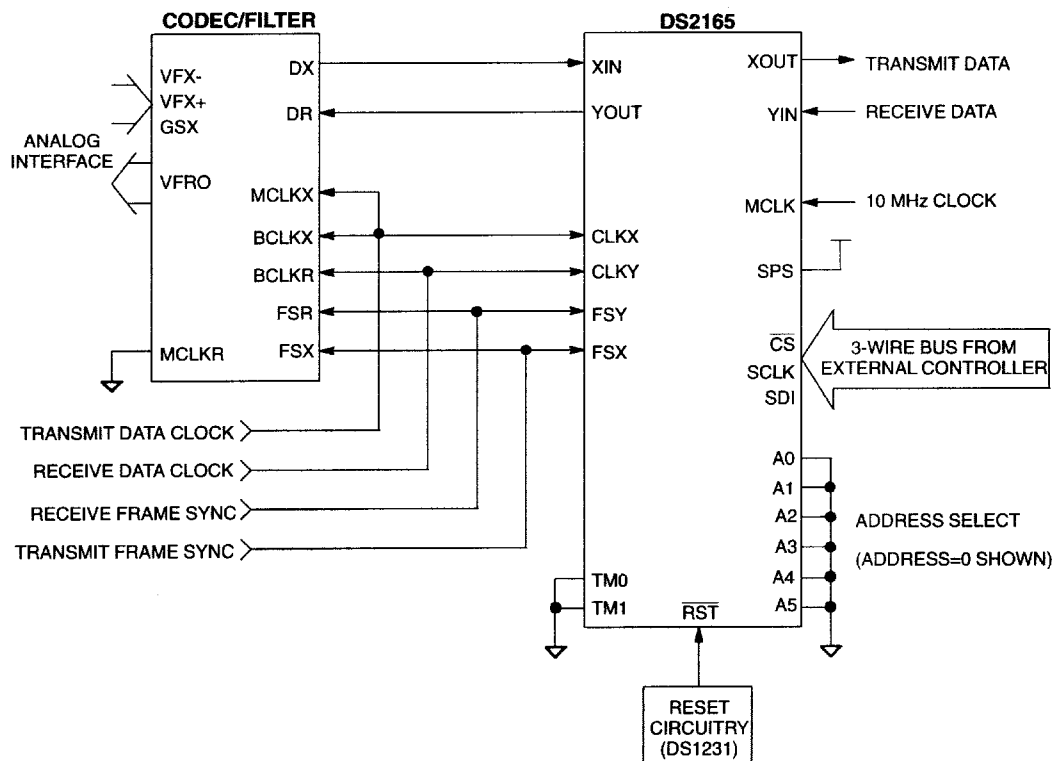 CODEC/FILTER
DS2165
VFX-
VFX+
GSX
ANALOG
INTERFACE
VFRO
DX
DR
MCLKX
BCLKX
BCLKR
FSR
FSX
MCLKR
XIN
YOUT
CLKX
CLKY
FSY
FSX
TM0
TM1
RST
XOUT
YIN
MCLK
SPS
CS
SCLK
SDI
A0
A1
A2
A3
A4
A5
TRANSMIT DATA
RECEIVE DATA
10 MHz CLOCK
3-WIRE BUS FROM
EXTERNAL CONTROLLER
ADDRESS SELECT
(ADDRESS=0 SHOWN)
TRANSMIT DATA CLOCK
RECEIVE DATA CLOCK
RECEIVE FRAME SYNC
TRANSMIT FRAME SYNC
RESET
CIRCUITRY
(DS1231)